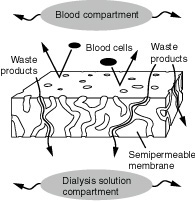 Blood compartment
Waste
products
Blood cells
Waste
products
Semipermeable
membrane
Dialysis solution
compartment